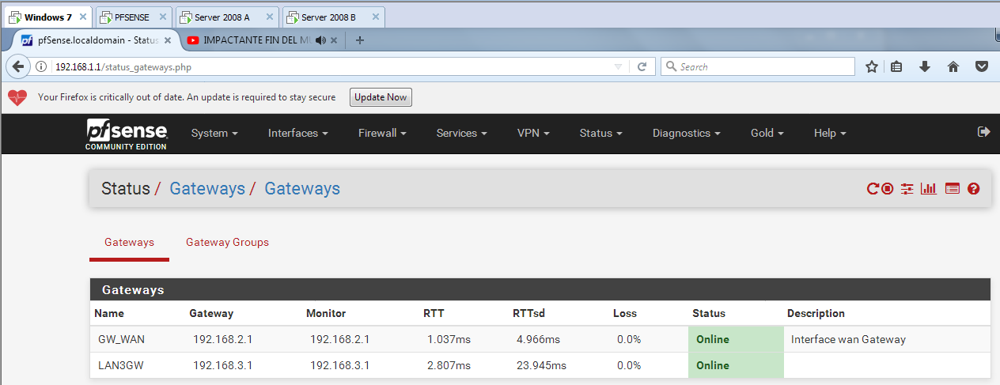 Windows 7 PFSENSE Server 2008 A Server 2008 B
pfSense.localdomain - Status IMPACTANTE FIN DEL MU
192.168.1.1/status_gateways.php Search
Your Firefox is critically out of date. An update is required to stay secure Update Now
pf sense
COMMUNITY EDITION
System Interfaces Firewall Services VPN Status Diagnostics Gold Help
Status / Gateways / Gateways
Gateways Gateway Groups
Gateways
Name Gateway Monitor RTT RTTsd Loss Status Description
GW_WAN 192.168.2.1 192.168.2.1 1.037ms 4.966ms 0.0% Online Interface wan Gateway
LAN3GW 192.168.3.1 192.168.3.1 2.807ms 23.945ms 0.0% Online